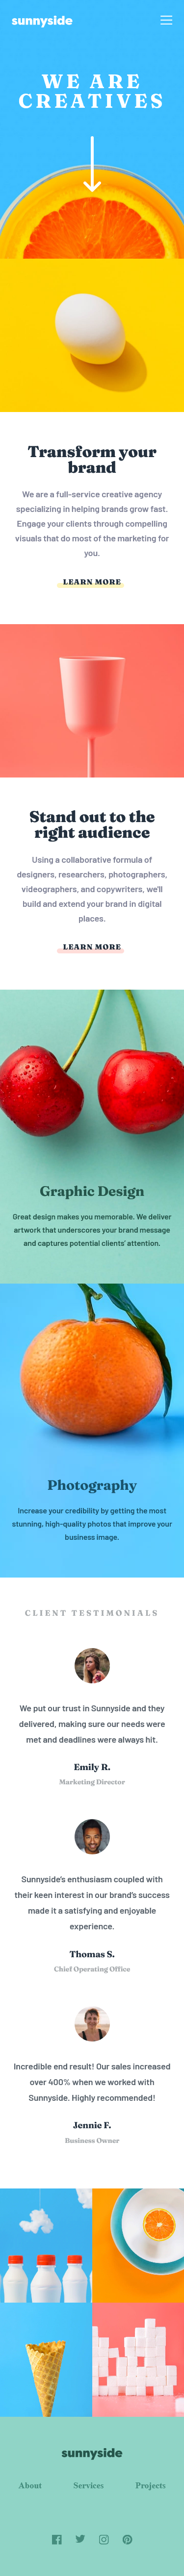 sunnyside
WE ARE
CREATIVES
Transform your
brand
We are a full-service creative agency
specializing in helping brands grow fast.
Engage your clients through compelling
visuals that do most of the marketing for
you.
LEARN MORE
Stand out to the
right audience
Using a collaborative formula of
designers, researchers, photographers,
videographers, and copywriters, we'll
build and extend your brand in digital
places.
LEARN MORE
Graphic Design
Great design makes you memorable. We deliver
artwork that underscores your brand message
and captures potential clients' attention.
Photography
Increase your credibility by getting the most
stunning, high-quality photos that improve your
business image.
CLIENT TESTIMONIALS
We put our trust in Sunnyside and they
delivered, making sure our needs were
met and deadlines were always hit.
Emily R.
Marketing Director
Sunnyside's enthusiasm coupled with
their keen interest in our brand's success
made it a satisfying and enjoyable
experience.
Thomas S.
Chief Operating Office
Incredible end result! Our sales increased
over 400% when we worked with
Sunnyside. Highly recommended!
Jennie F.
Business Owner
sunnyside
About Services Projects